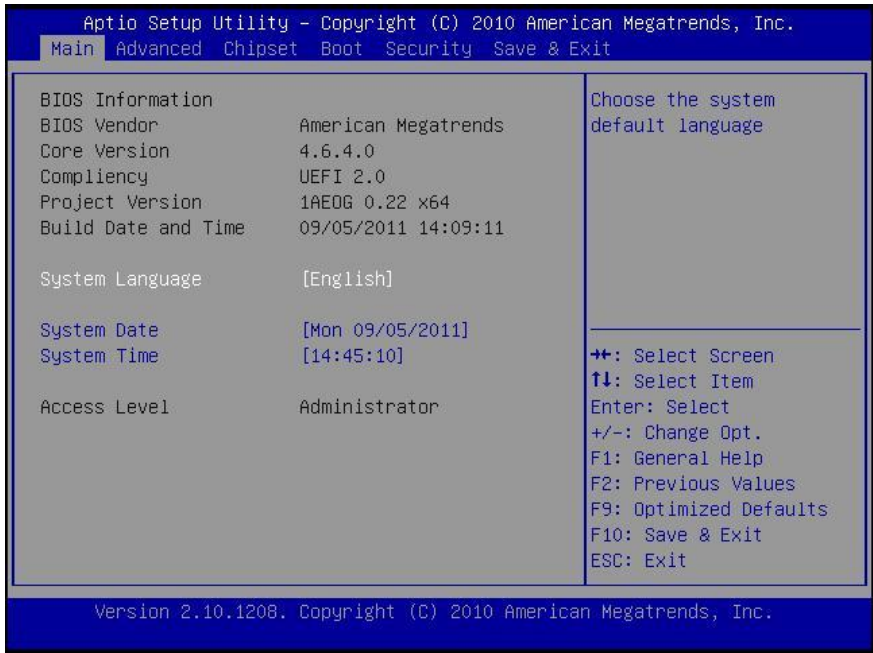 Aptio Setup Utility - Copyright (C) 2010 American Megatrends, Inc.
Main Advanced Chipset Boot Security Save & Exit
BIOS Information
BIOS Vendor American Megatrends
Core Version 4.6.4.0
Compliency UEFI 2.0
Project Version 1AEOG 0.22 x64
Build Date and Time 09/05/2011 14:09:11
System Language [English]
System Date [Mon 09/05/2011]
System Time [14:45:10]
Access Level Administrator
Choose the system
default language
→←: Select Screen
↑↓: Select Item
Enter: Select
+/-: Change Opt.
F1: General Help
F2: Previous Values
F9: Optimized Defaults
F10: Save & Exit
ESC: Exit
Version 2.10.1208. Copyright (C) 2010 American Megatrends, Inc.